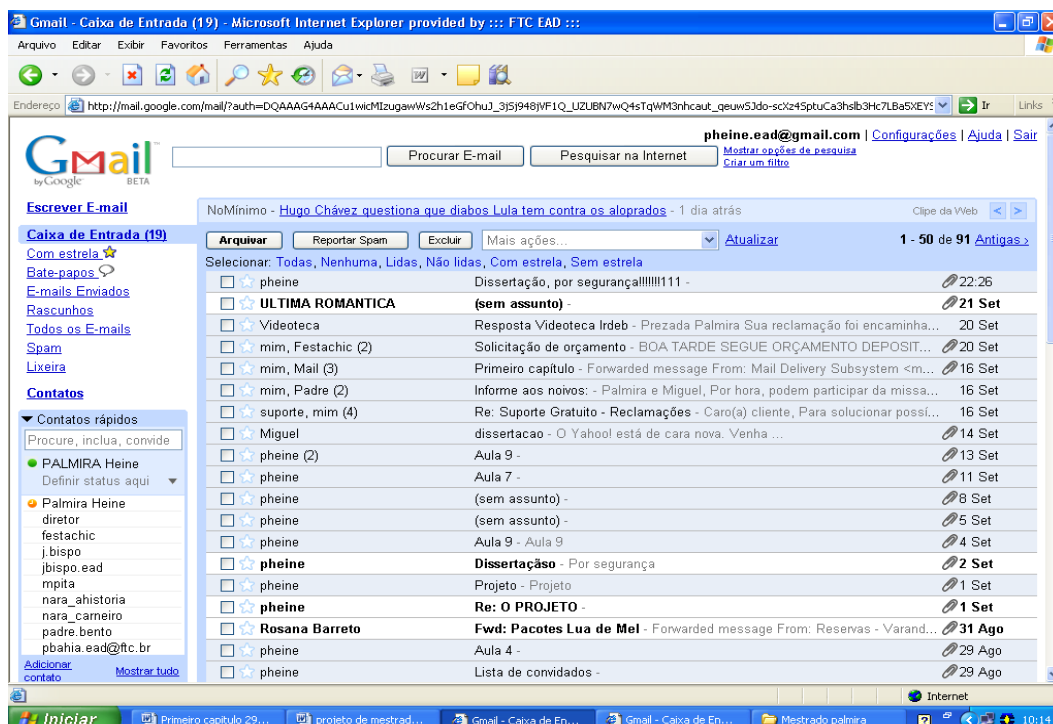 Gmail - Caixa de Entrada (19) - Microsoft Internet Explorer provided by ::: FTC EAD :::
Arquivo Editar Exibir Favoritos Ferramentas Ajuda
Endereço http://mail.google.com/mail/?auth=
Ir Links
pheine.ead@gmail.com | Configurações | Ajuda | Sair
Gmail
by Google BETA
Procurar E-mail Pesquisar na Internet
Mostrar opções de pesquisa
Criar um filtro
Escrever E-mail
Caixa de Entrada (19)
Com estrela
Bate-papos
E-mails Enviados
Rascunhos
Todos os E-mails
Spam
Lixeira
Contatos
Contatos rápidos
Procure, inclua, convide
PALMIRA Heine
Definir status aqui
Palmira Heine
diretor
festachic
j.bispo
jbispo.ead
mpita
nara_ahistoria
nara_carneiro
padre.bento
pbahia.ead@ftc.br
Adicionar contato Mostrar tudo
NoMínimo - Hugo Chávez questiona que diabos Lula tem contra os aloprados - 1 dia atrás Clipe da Web < >
Arquivar Reportar Spam Excluir Mais ações... Atualizar 1 - 50 de 91 Antigas ›
Selecionar: Todas, Nenhuma, Lidas, Não lidas, Com estrela, Sem estrela
pheine Dissertação, por segurança!!!!!!!111 - 22:26
ULTIMA ROMANTICA (sem assunto) - 21 Set
Videoteca Resposta Videoteca Irdeb - Prezada Palmira Sua reclamação foi encaminha... 20 Set
mim, Festachic (2) Solicitação de orçamento - BOA TARDE SEGUE ORÇAMENTO DEPOSIT... 20 Set
mim, Mail (3) Primeiro capítulo - Forwarded message From: Mail Delivery Subsystem <m... 16 Set
mim, Padre (2) Informe aos noivos: - Palmira e Miguel, Por hora, podem participar da missa... 16 Set
suporte, mim (4) Re: Suporte Gratuito - Reclamações - Caro(a) cliente, Para solucionar possí... 16 Set
Miguel dissertacao - O Yahoo! está de cara nova. Venha ... 14 Set
pheine (2) Aula 9 - 13 Set
pheine Aula 7 - 11 Set
pheine (sem assunto) - 8 Set
pheine (sem assunto) - 5 Set
pheine Aula 9 - Aula 9 4 Set
pheine Dissertaçãso - Por segurança 2 Set
pheine Projeto - Projeto 1 Set
pheine Re: O PROJETO - 1 Set
Rosana Barreto Fwd: Pacotes Lua de Mel - Forwarded message From: Reservas - Varand... 31 Ago
pheine Aula 4 - 29 Ago
pheine Lista de convidados - 29 Ago
Internet
Iniciar Primeiro capitulo 29... projeto de mestrad... Gmail - Caixa de En... Gmail - Caixa de En... Mestrado palmira 10:14